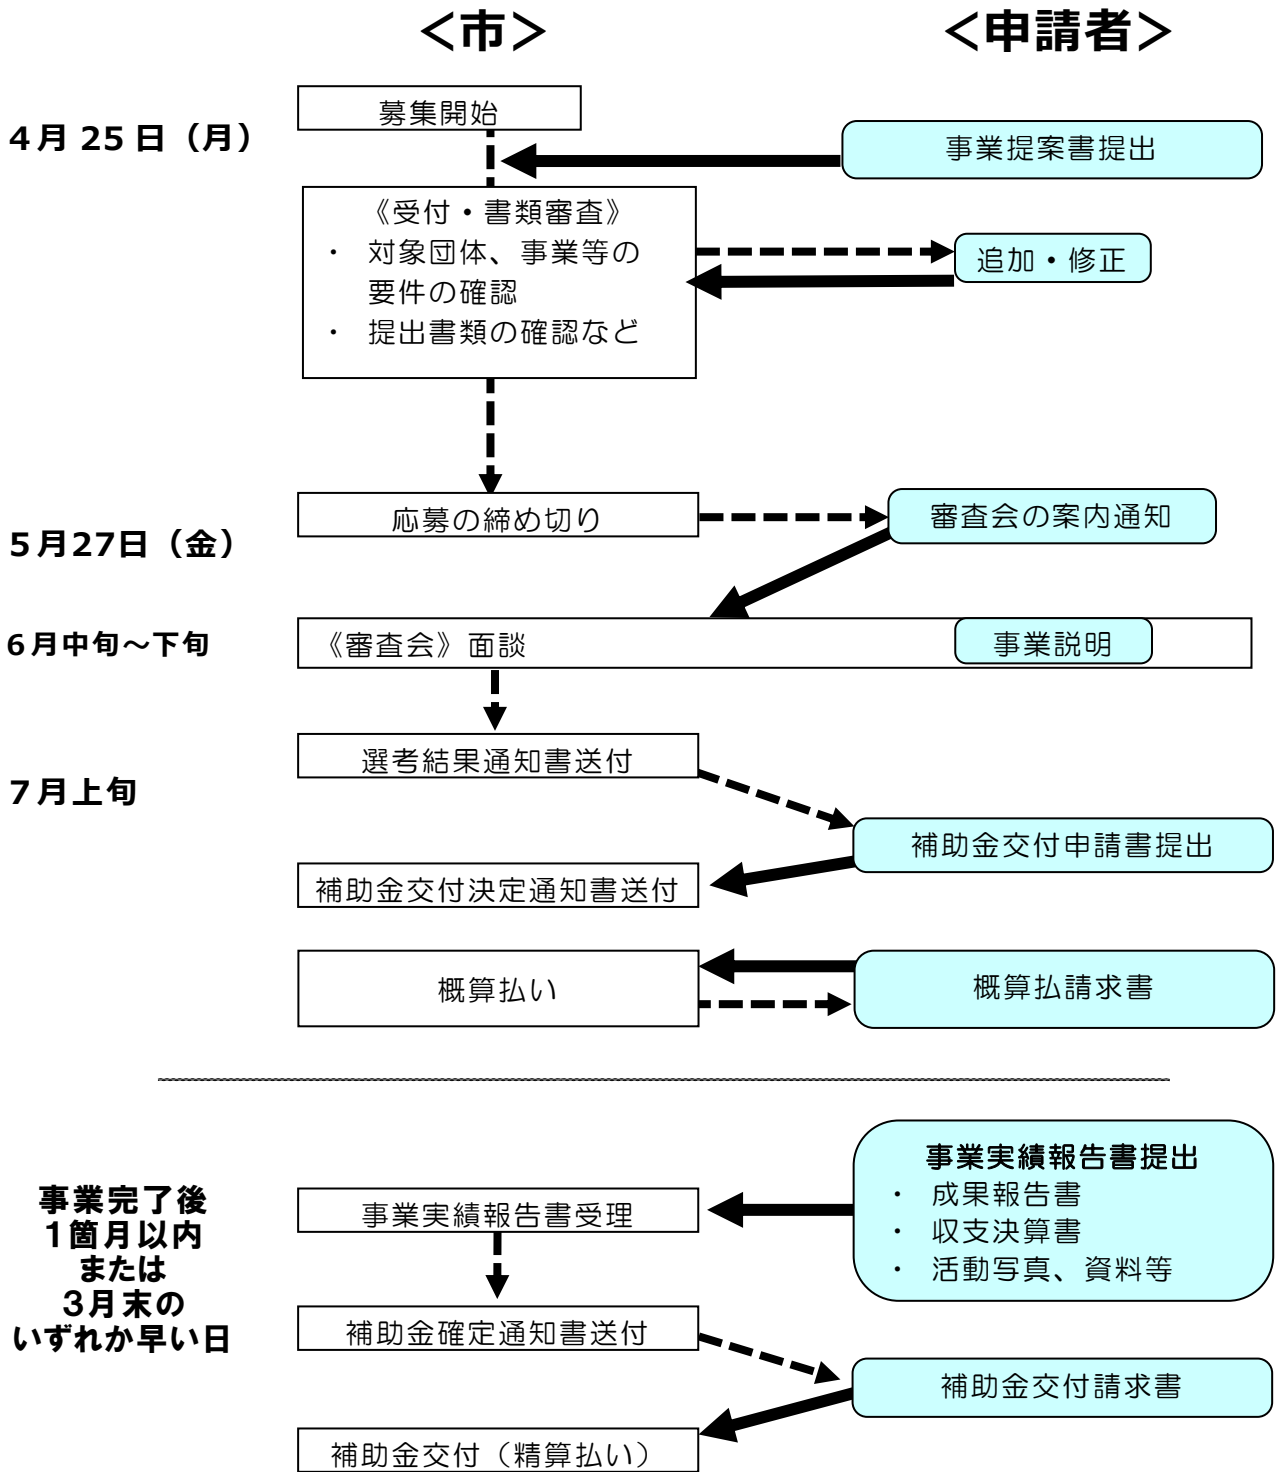 ＜市＞
＜申請者＞
募集開始
４月 25 日（月）
事業提案書提出
《受付・書類審査》
・ 対象団体、事業等の
要件の確認
・ 提出書類の確認など
追加・修正
応募の締め切り
審査会の案内通知
５月27日（金）
６月中旬～下旬
《審査会》面談
事業説明
選考結果通知書送付
７月上旬
補助金交付申請書提出
補助金交付決定通知書送付
概算払い
概算払請求書
事業実績報告書提出
・ 成果報告書
・ 収支決算書
・ 活動写真、資料等
事業完了後
1箇月以内
または
3月末の
いずれか早い日
事業実績報告書受理
補助金確定通知書送付
補助金交付請求書
補助金交付（精算払い）